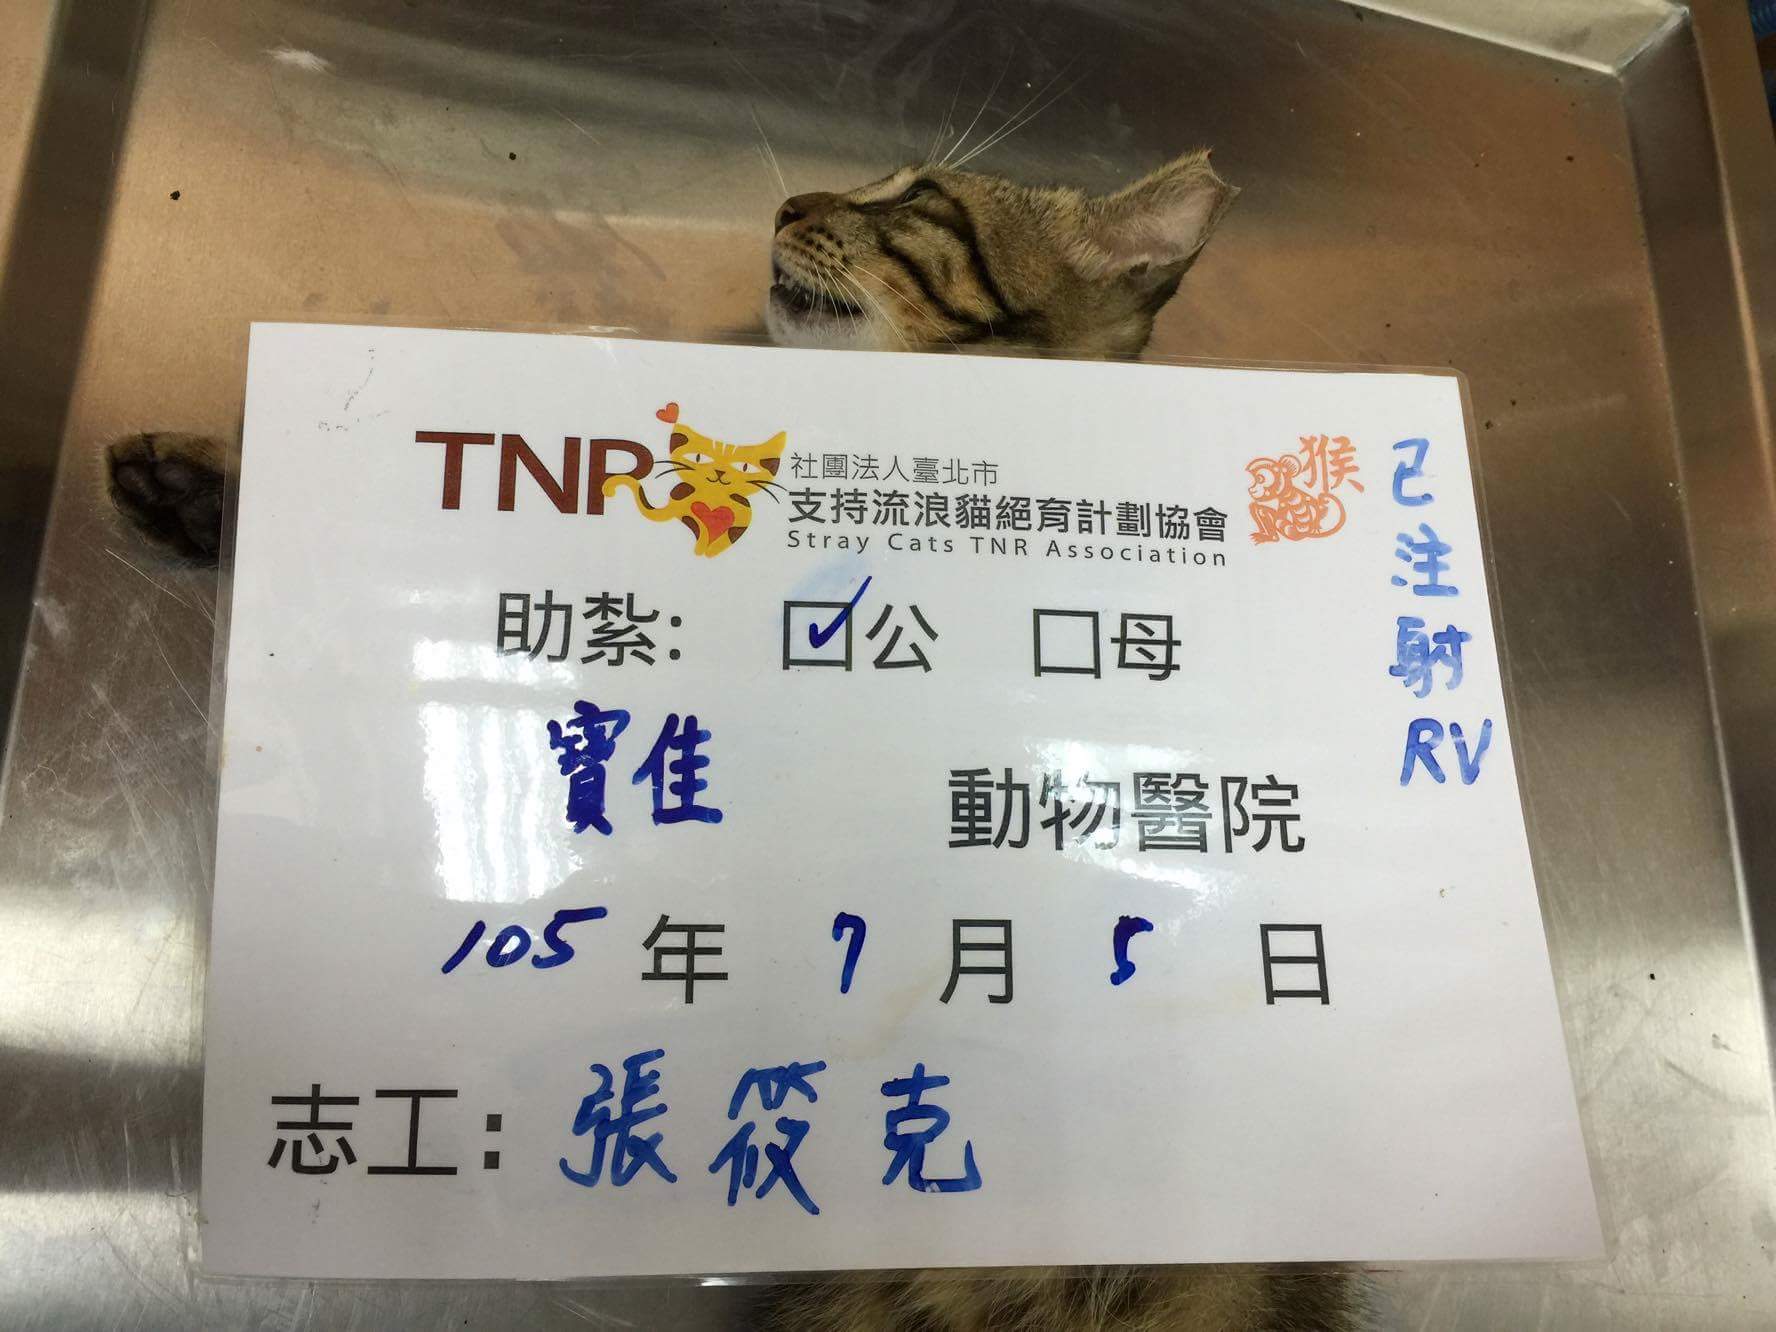 TNR
社團法人臺北市
支持流浪貓絕育計劃協會
Stray Cats TNR Association
猴
已注射RV
助紮: ☑公 □母
寶佳 動物醫院
105 年 7 月 5 日
志工: 張筱克